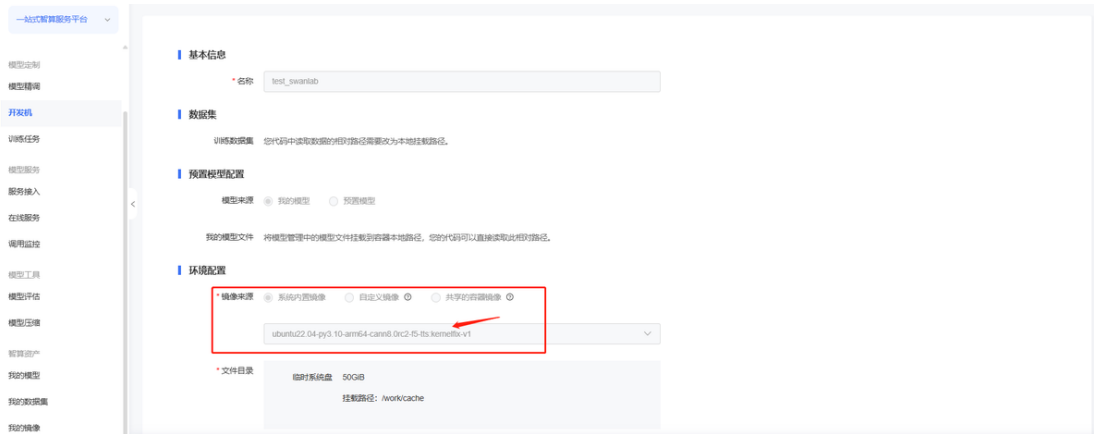 一站式智算服务平台
模型定制
模型精调
开发机
训练任务
模型服务
服务接入
在线服务
调用监控
模型工具
模型评估
模型压缩
智算资产
我的模型
我的数据集
我的镜像
基本信息
* 名称 test_swanlab
数据集
训练数据集 您代码中读取数据的相对路径需要改为本地挂载路径。
预置模型配置
模型来源 我的模型 预置模型
我的模型文件 将模型管理中的模型文件挂载到容器本地路径，您的代码可以直接读取此相对路径。
环境配置
* 镜像来源 系统内置镜像 自定义镜像 共享的容器镜像
ubuntu22.04-py3.10-arm64-cann8.0rc2-f5-tts:kernelfix-v1
* 文件目录 临时系统盘 50GiB
挂载路径：/work/cache